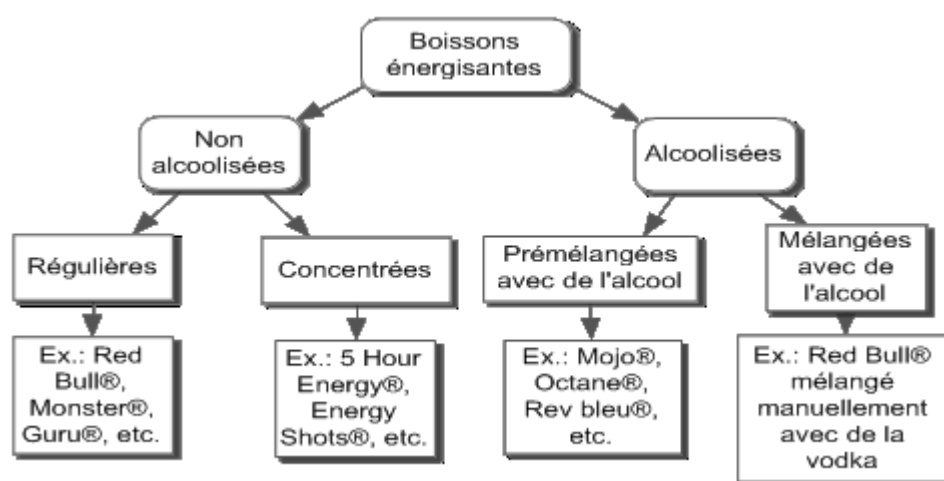 Boissons
énergisantes
Non
alcoolisées
Alcoolisées
Régulières
Concentrées
Prémélangées
avec de l'alcool
Mélangées
avec de
l'alcool
Ex.: Red
Bull®,
Monster®,
Guru®, etc.
Ex.: 5 Hour
Energy®,
Energy
Shots®, etc.
Ex.: Mojo®,
Octane®,
Rev bleu®,
etc.
Ex.: Red Bull®
mélangé
manuellement
avec de la
vodka